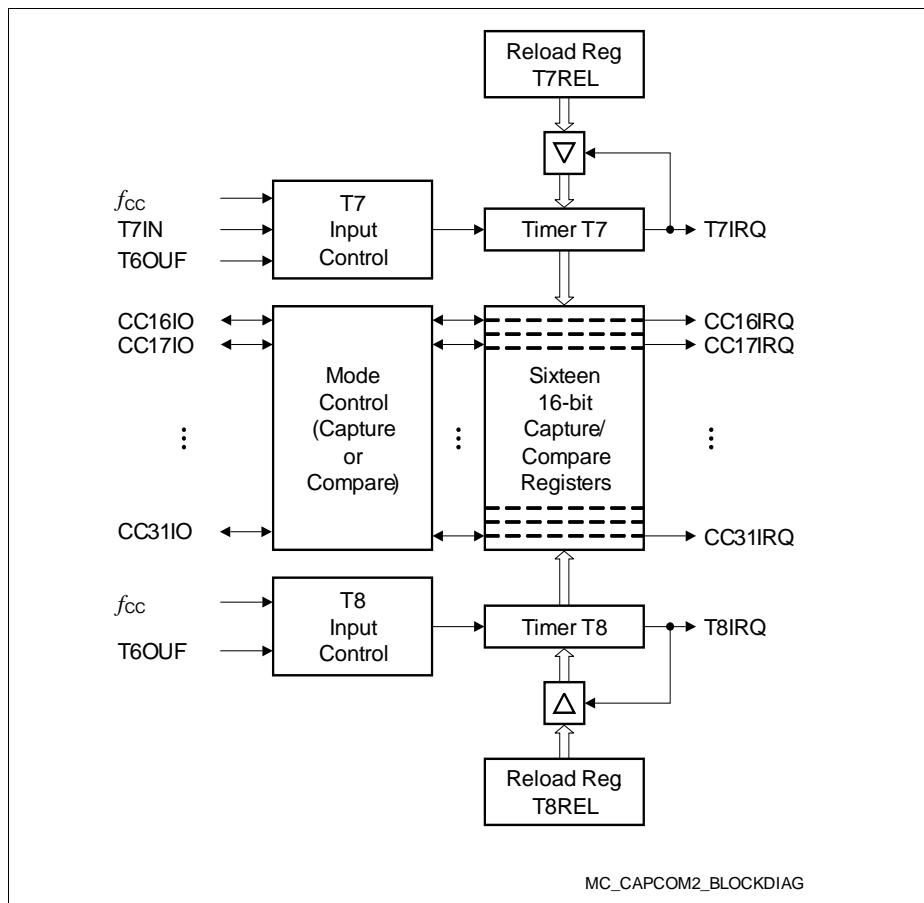 Reload Reg
T7REL
fCC
T7IN
T6OUF
T7
Input
Control
Timer T7
T7IRQ
CC16IO
CC17IO
CC31IO
Mode
Control
(Capture
or
Compare)
Sixteen
16-bit
Capture/
Compare
Registers
CC16IRQ
CC17IRQ
CC31IRQ
fCC
T6OUF
T8
Input
Control
Timer T8
T8IRQ
Reload Reg
T8REL
MC_CAPCOM2_BLOCKDIAG